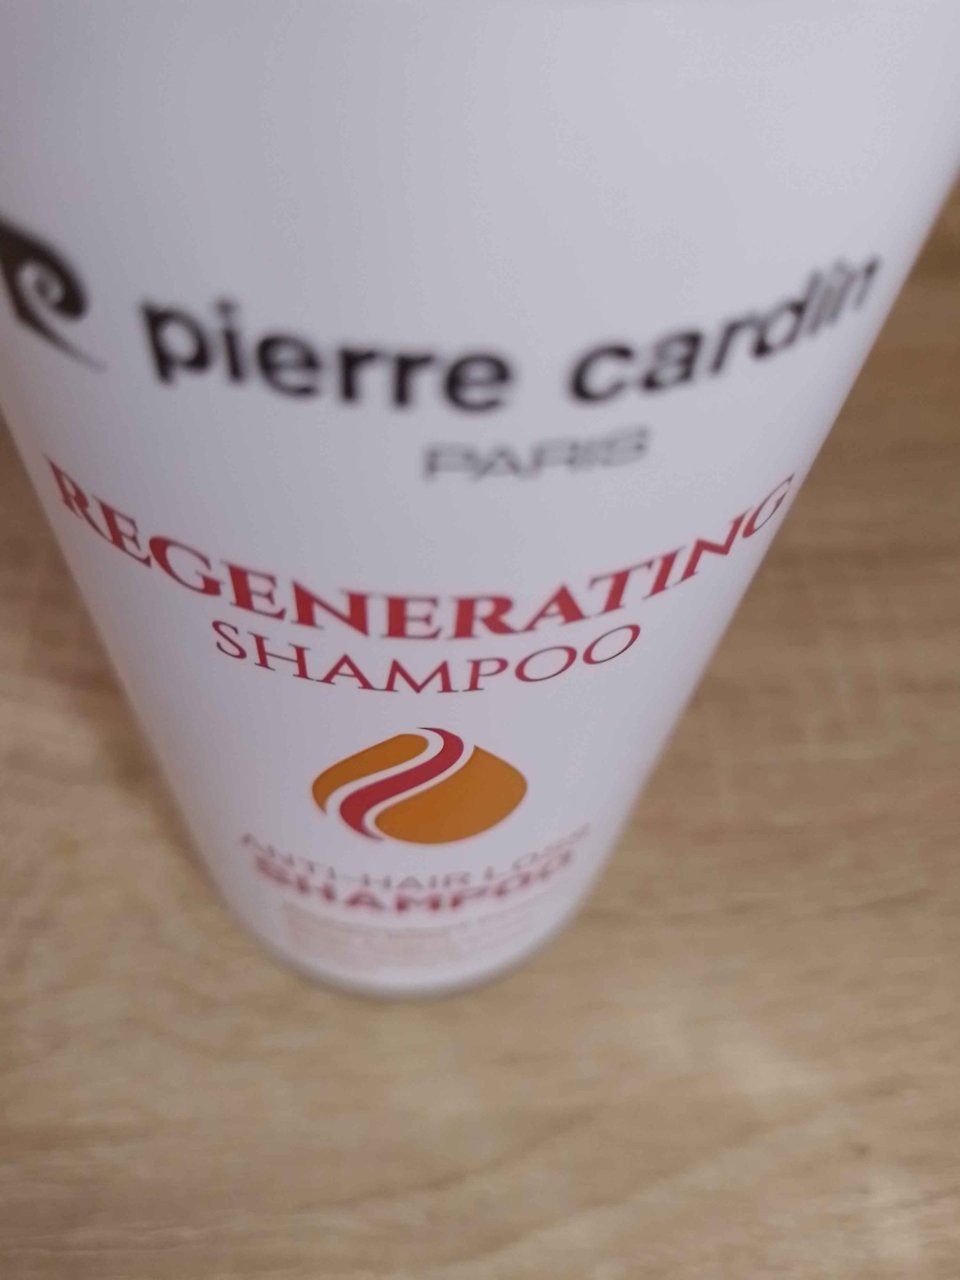 pierre cardin
PARIS
REGENERATING
SHAMPOO
ANTI-HAIR LOSS
SHAMPOO